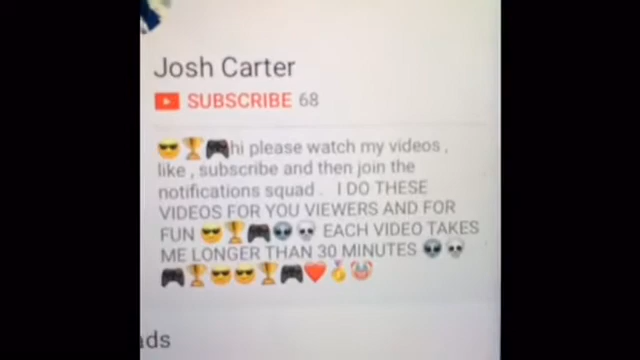 Josh Carter
SUBSCRIBE 68
😎🏆🎮hi please watch my videos ,
like , subscribe and then join the
notifications squad . I DO THESE
VIDEOS FOR YOU VIEWERS AND FOR
FUN 😎🏆🎮👽💀 EACH VIDEO TAKES
ME LONGER THAN 30 MINUTES 👽💀
🎮🏆😎😎🏆🎮❤️🏅🤡
ads